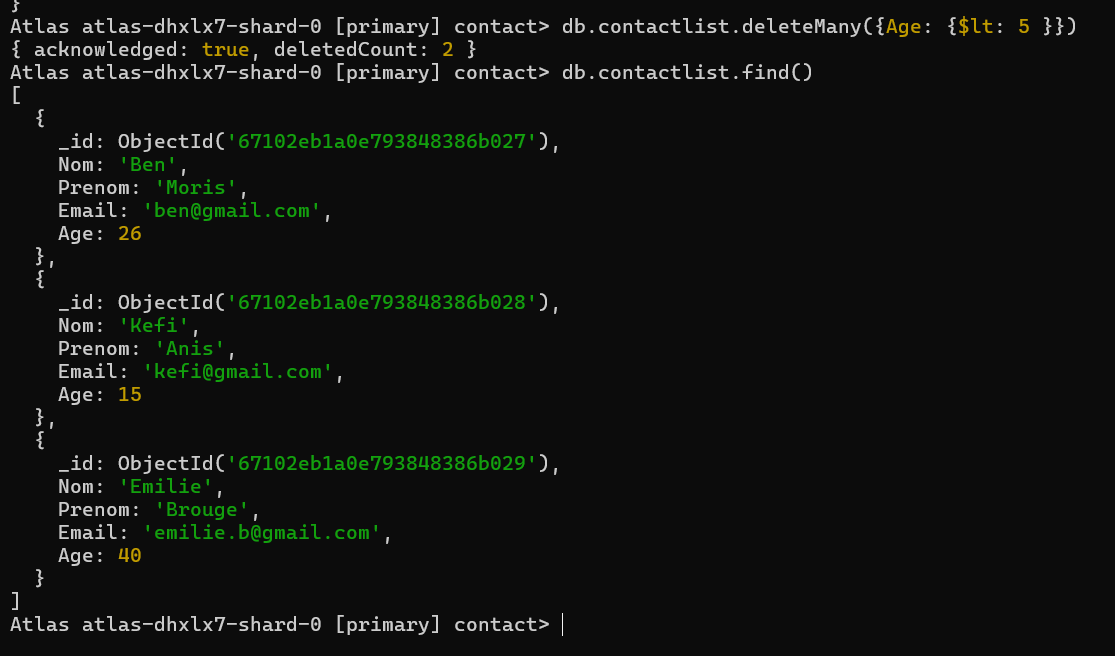 }
Atlas atlas-dhxlx7-shard-0 [primary] contact> db.contactlist.deleteMany({Age: {$lt: 5 }})
{ acknowledged: true, deletedCount: 2 }
Atlas atlas-dhxlx7-shard-0 [primary] contact> db.contactlist.find()
[
  {
    _id: ObjectId('67102eb1a0e793848386b027'),
    Nom: 'Ben',
    Prenom: 'Moris',
    Email: 'ben@gmail.com',
    Age: 26
  },
  {
    _id: ObjectId('67102eb1a0e793848386b028'),
    Nom: 'Kefi',
    Prenom: 'Anis',
    Email: 'kefi@gmail.com',
    Age: 15
  },
  {
    _id: ObjectId('67102eb1a0e793848386b029'),
    Nom: 'Emilie',
    Prenom: 'Brouge',
    Email: 'emilie.b@gmail.com',
    Age: 40
  }
]
Atlas atlas-dhxlx7-shard-0 [primary] contact>